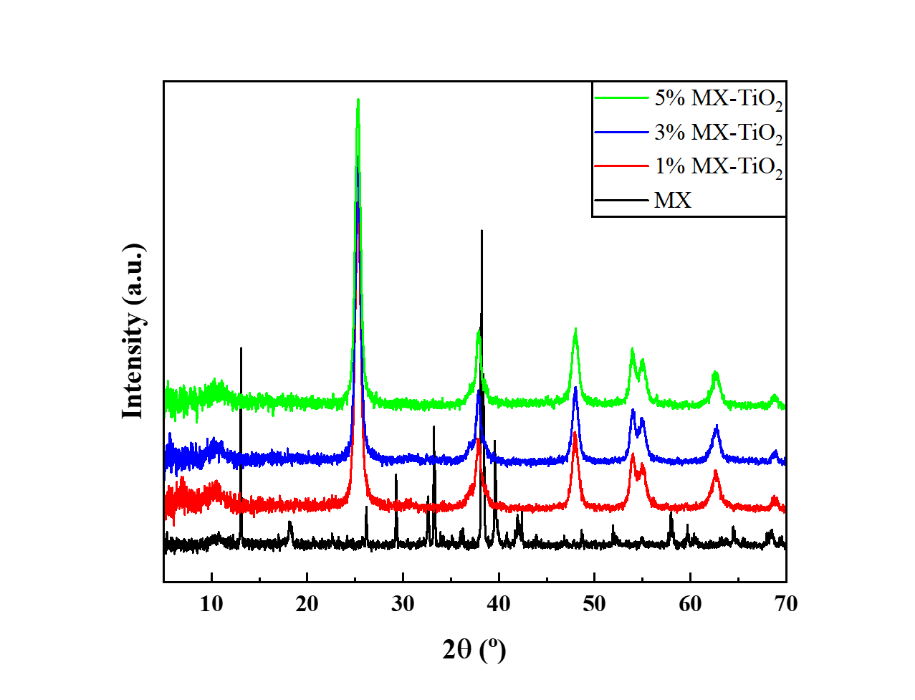 5% MX-TiO₂
3% MX-TiO₂
1% MX-TiO₂
MX
Intensity (a.u.)
10 20 30 40 50 60 70
2θ (º)